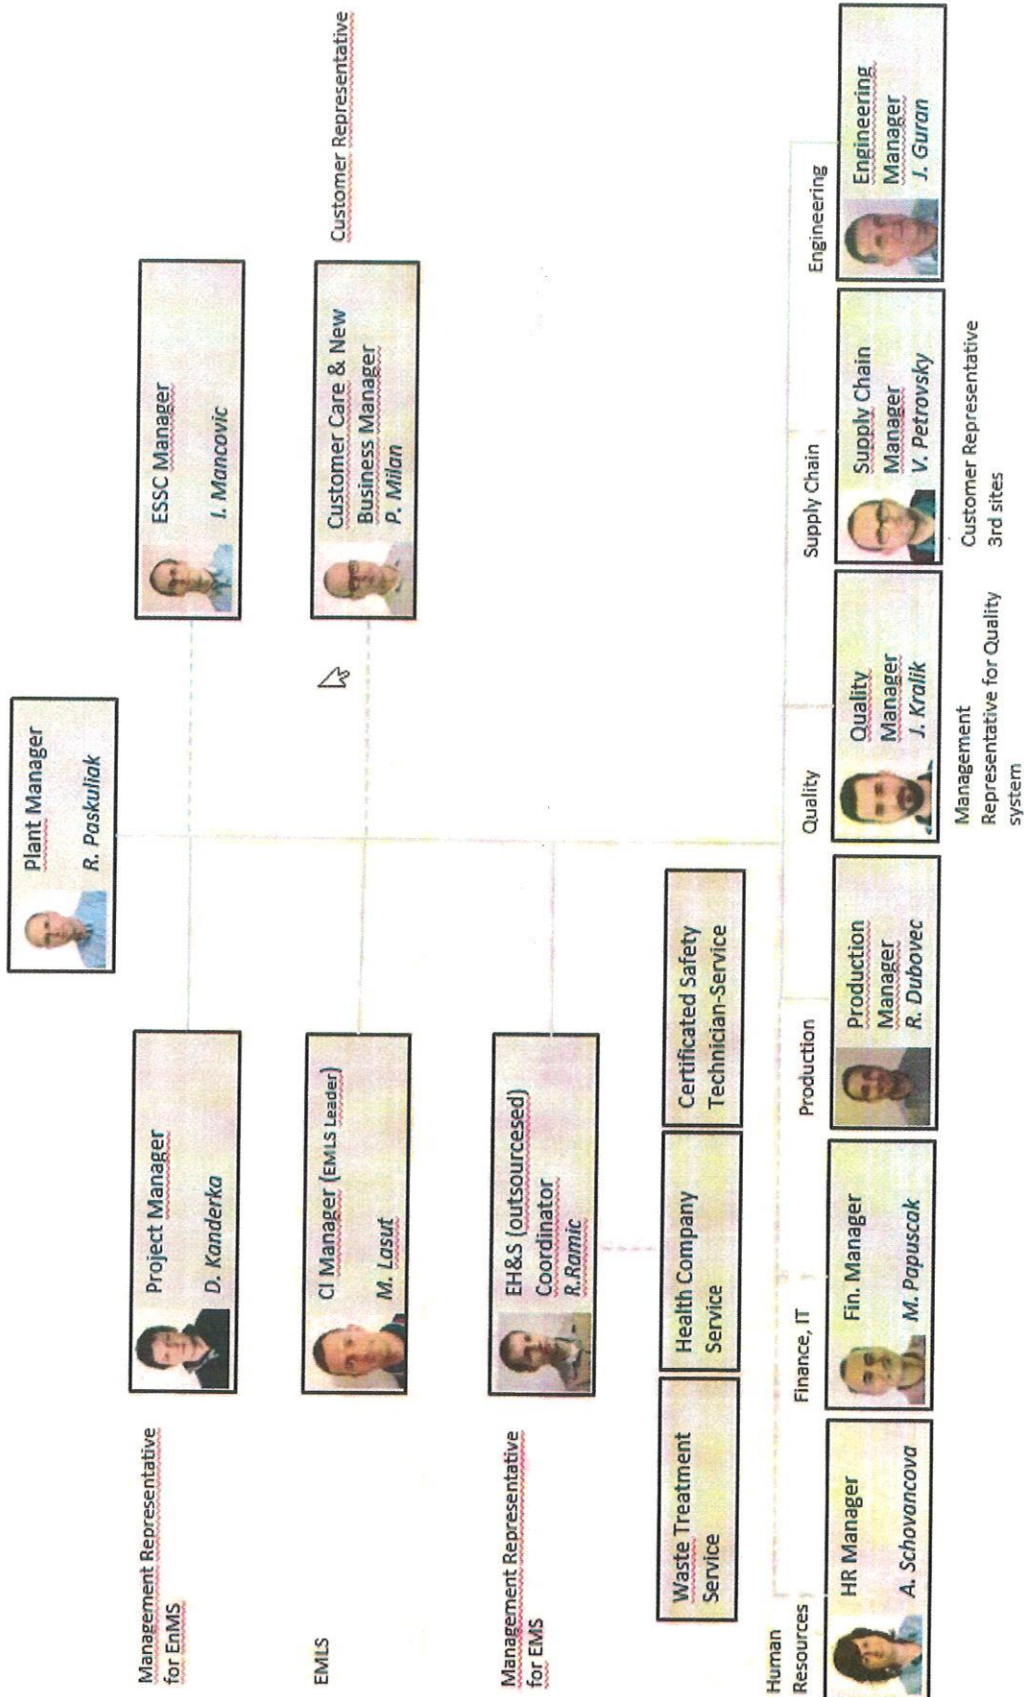 Plant Manager
R. Paskuliak
Management Representative
for EnMS
Project Manager
D. Kanderka
ESSC Manager
I. Mancovic
EMLS
CI Manager (EMLS Leader)
M. Lasut
Customer Care & New
Business Manager
P. Milan
Customer Representative
Management Representative
for EMS
EH&S (outsourcesed)
Coordinator
R.Ramic
Waste Treatment
Service
Health Company
Service
Certificated Safety
Technician-Service
Human
Resources
HR Manager
A. Schovancova
Finance, IT
Fin. Manager
M. Papuscak
Production
Production
Manager
R. Dubovec
Quality
Quality
Manager
J. Kralik
Management
Representative for Quality
system
Supply Chain
Supply Chain
Manager
V. Petrovsky
Customer Representative
3rd sites
Engineering
Engineering
Manager
J. Guran